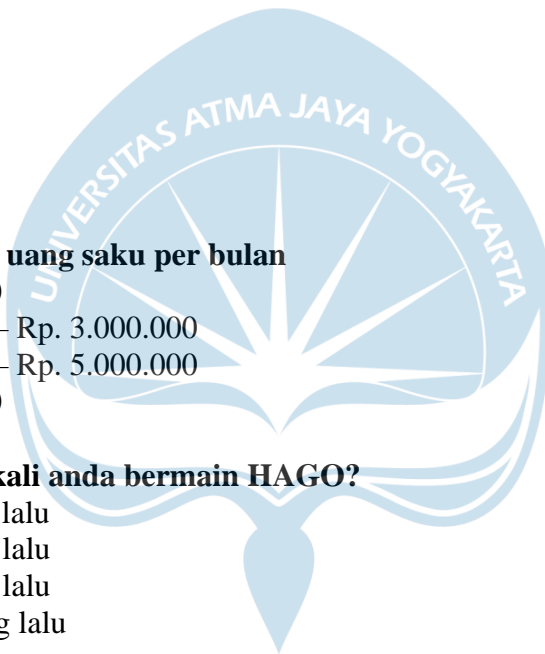 UNIVERSITAS ATMA JAYA YOGYAKARTA
uang saku per bulan
)
– Rp. 3.000.000
– Rp. 5.000.000
)
kali anda bermain HAGO?
lalu
lalu
lalu
g lalu